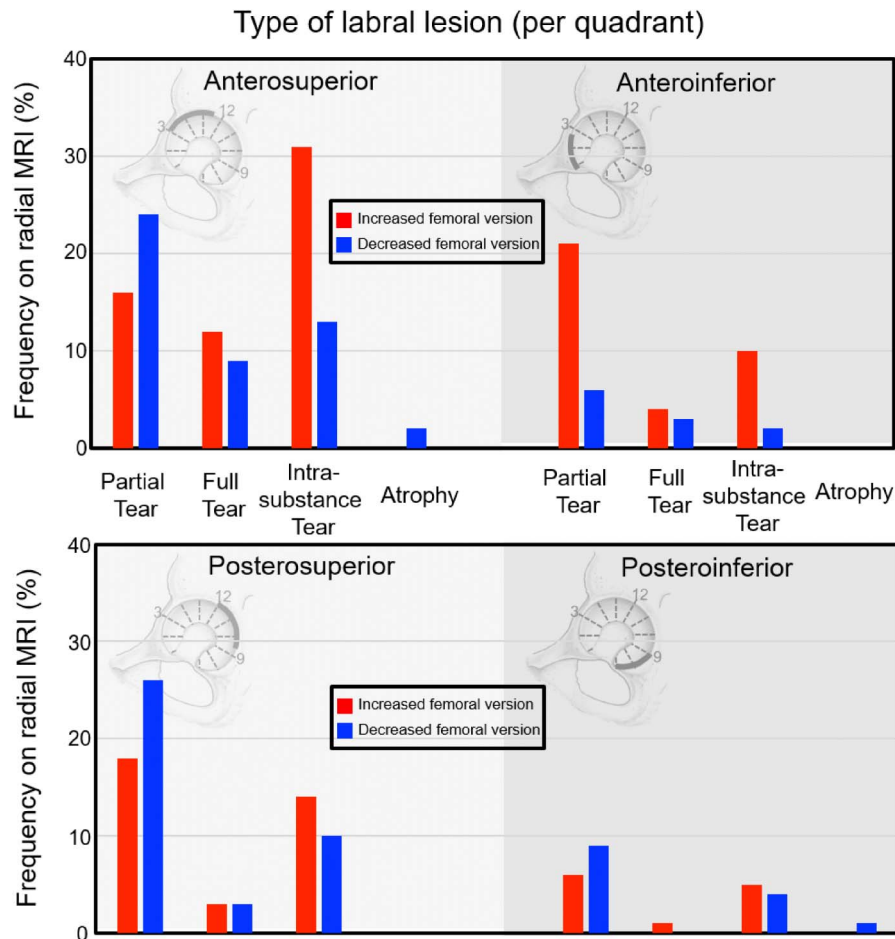 Type of labral lesion (per quadrant)
Frequency on radial MRI (%)
40
30
20
10
0
Anterosuperior
3
12
9
Anteroinferior
3
12
9
Increased femoral version
Decreased femoral version
Partial
Tear
Full
Tear
Intra-
substance
Tear
Atrophy
Partial
Tear
Full
Tear
Intra-
substance
Tear
Atrophy
Frequency on radial MRI (%)
40
30
20
10
0
Posterosuperior
3
12
9
Posteroinferior
3
12
9
Increased femoral version
Decreased femoral version